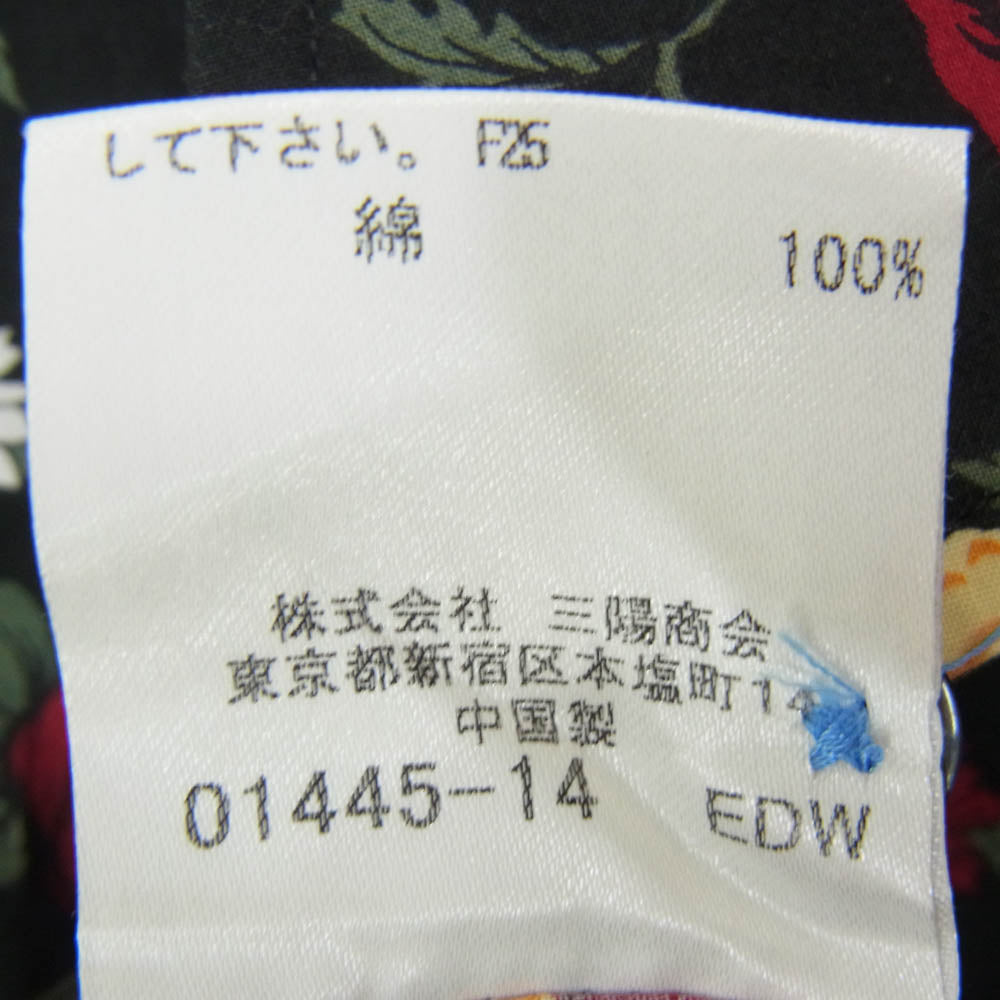 して下さい。 F25
綿 100%
株式会社 三陽商会
東京都新宿区本塩町14
中国製
01445-14 EDW